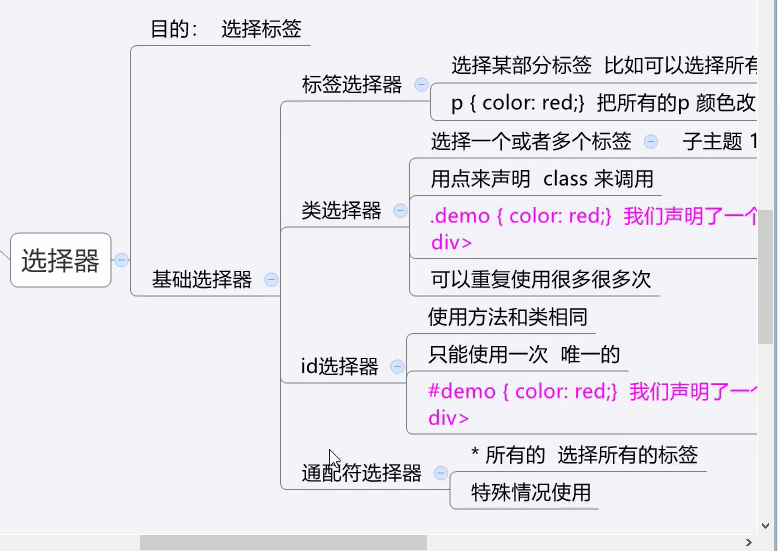 目的： 选择标签
选择某部分标签 比如可以选择所有
标签选择器
p { color: red;} 把所有的p 颜色改
选择一个或者多个标签 子主题 1
用点来声明 class 来调用
类选择器
.demo { color: red;} 我们声明了一个
div>
选择器
基础选择器
可以重复使用很多很多次
使用方法和类相同
只能使用一次 唯一的
id选择器
#demo { color: red;} 我们声明了一个
div>
* 所有的 选择所有的标签
通配符选择器
特殊情况使用